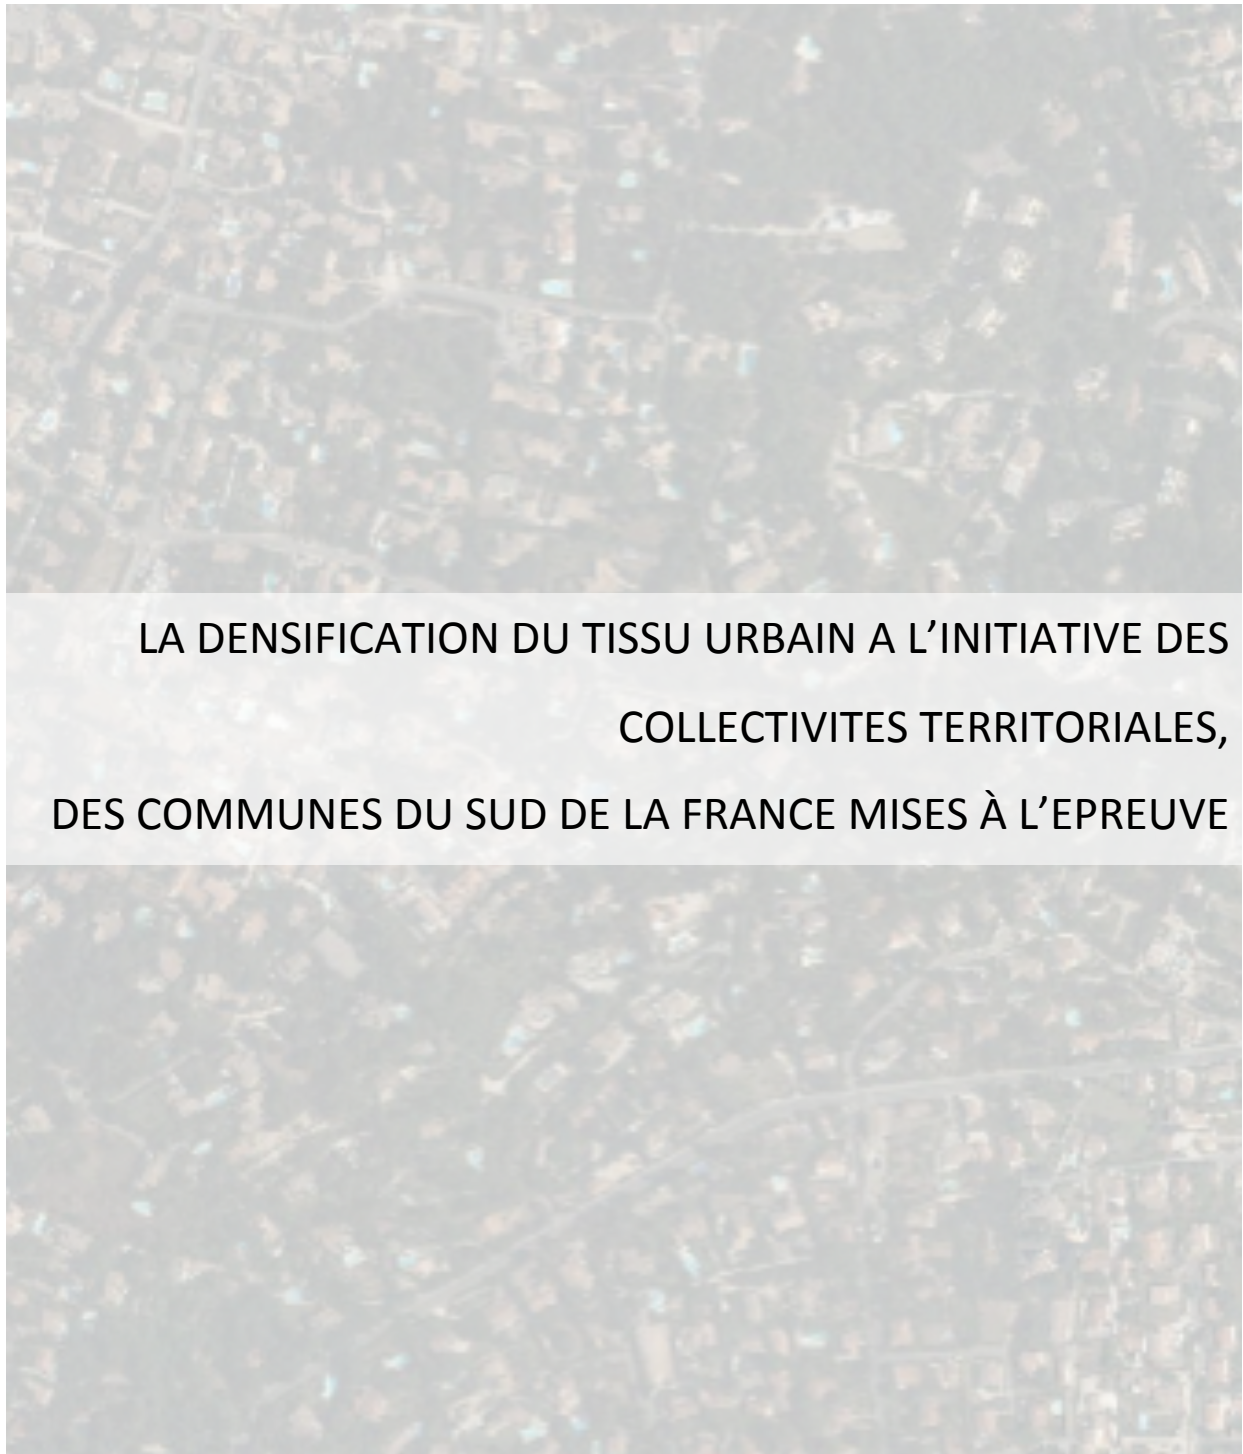 LA DENSIFICATION DU TISSU URBAIN A L’INITIATIVE DES
COLLECTIVITES TERRITORIALES,
DES COMMUNES DU SUD DE LA FRANCE MISES À L’EPREUVE